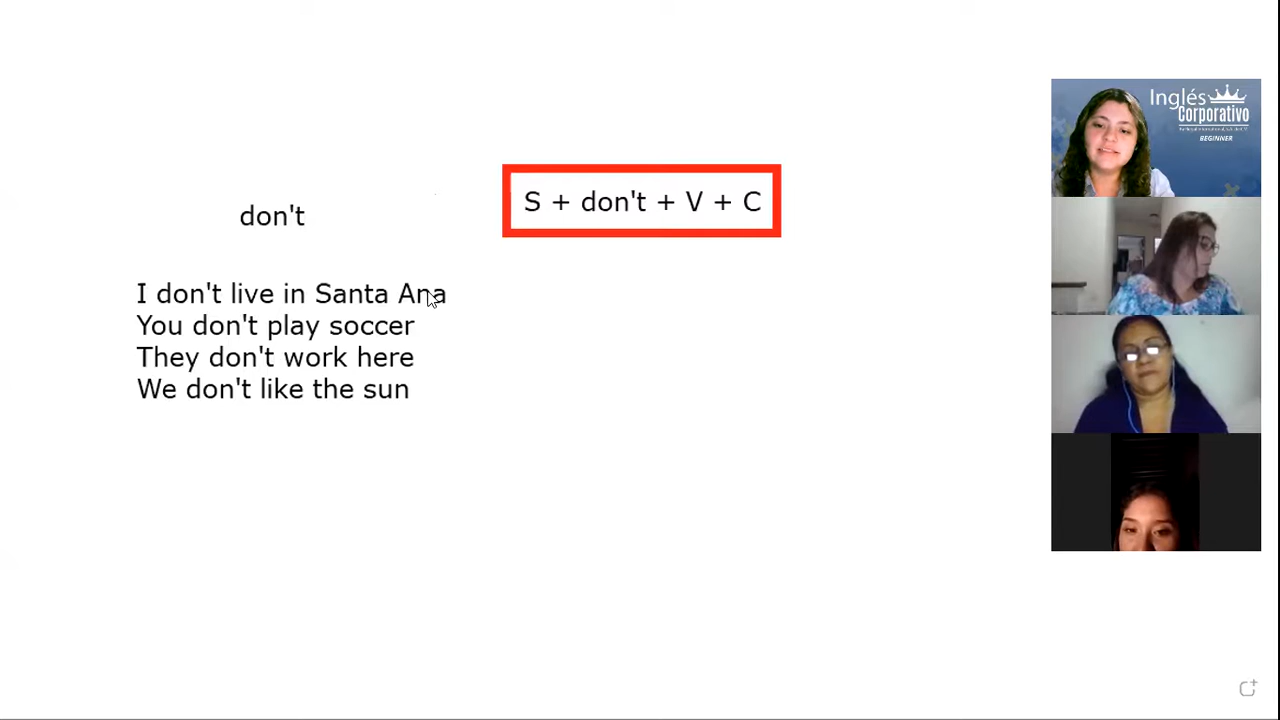 don't
S + don't + V + C
I don't live in Santa Ana
You don't play soccer
They don't work here
We don't like the sun
Inglés
Corporativo
BEGINNER